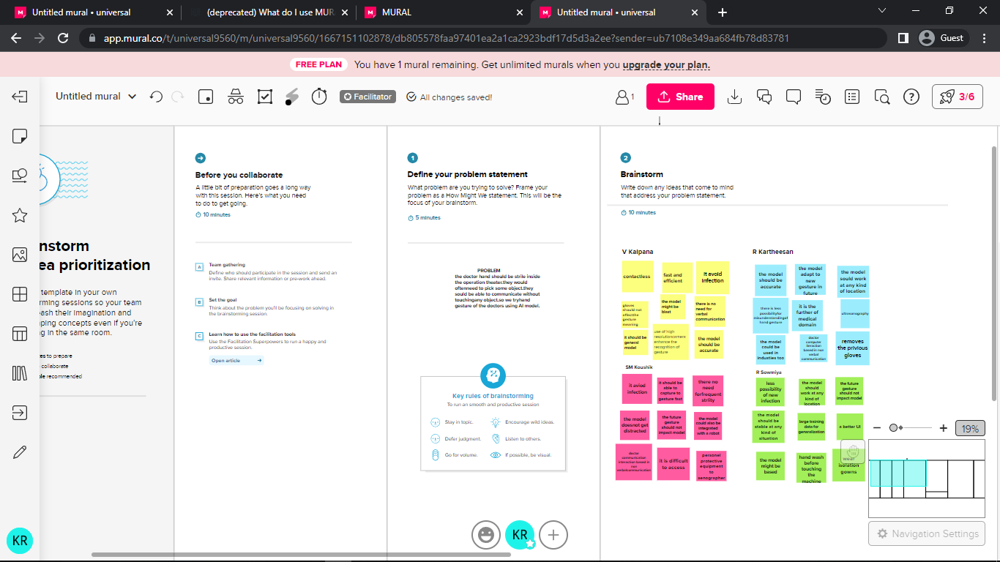 Untitled mural • universal
(deprecated) What do I use MUR
MURAL
Untitled mural • universal
app.mural.co/t/universal9560/m/universal9560/1667151102878/db805578faa97401ea2a1ca2923bdf17d5d3a2ee?sender=ub7108e349aa684fb78d83781
Guest
FREE PLAN
You have 1 mural remaining. Get unlimited murals when you upgrade your plan.
Untitled mural
Facilitator
All changes saved!
1
Share
?
3/6
nstorm
ea prioritization
template in your own
rming sessions so your team
eash their imagination and
ping concepts even if you're
g in the same room.
es to prepare
collaborate
ple recommended
Before you collaborate
A little bit of preparation goes a long way
with this session. Here's what you need
to do to get going.
10 minutes
A
Team gathering
Define who should participate in the session and send an
invite. Share relevant information or pre-work ahead.
B
Set the goal
Think about the problem you'll be focusing on solving in
the brainstorming session.
C
Learn how to use the facilitation tools
Use the Facilitation Superpowers to run a happy and
productive session.
Open article
1
Define your problem statement
What problem are you trying to solve? Frame your
problem as a How Might We statement. This will be the
focus of your brainstorm.
5 minutes
PROBLEM
the doctor hand should be strile inside
the operation theater.they would
oftenneed to pick some object.they
sould be able to communicate without
touchingany object.so we tryhand
gesture of the doctors using AI model.
Key rules of brainstorming
To run an smooth and productive session
Stay in topic.
Encourage wild ideas.
Defer judgment.
Listen to others.
Go for volume.
If possible, be visual.
2
Brainstorm
Write down any ideas that come to mind
that address your problem statement.
10 minutes
V Kalpana
contactless
fast and
efficient
It avoid
infection
gloves
should not
affectthe
gesture
meaning
the model
might be
blast
there is no
need for
verbal
communication
it should be
general
model
use of high
resolutioncamera
enhence the
recognition of
gesture
the model
should be
accurate
R Kartheesan
the model
should be
accurate
the model
adapt to
new
gesture in
future
the model
sould work
at any kind
of location
there is less
possibilityfor
misunderstandingof
hand gesture
it is the
further of
medical
domain
ultrasonography
the model
could be
used in
industies too
doctor
computer
iteraction
based in non
verbal
communication
removes
the privious
gloves
SM Koushik
it aviod
infection
it should be
able to
capture to
gesture fast
there no
need
forfrequent
strlity
the model
doesnot get
distracted
the future
gesture
should not
impact model
the model
could also be
integrated
with a robot
doctor
communication
interaction based in
non
verbalcommunication
it is difficult
to access
personel
protective
equipment
to
senographer
R Sowmiya
less
possibility
of new
infection
the model
should
work at any
kind of
location
the future
gesture
should not
impact model
the model
should be
stable at any
kind of
situation
large training
data for
generalization
a better UI
the model
might be
based
hand wash
before
touching
the
machine
wear
isolation
gowns
19%
Navigation Settings
KR
KR